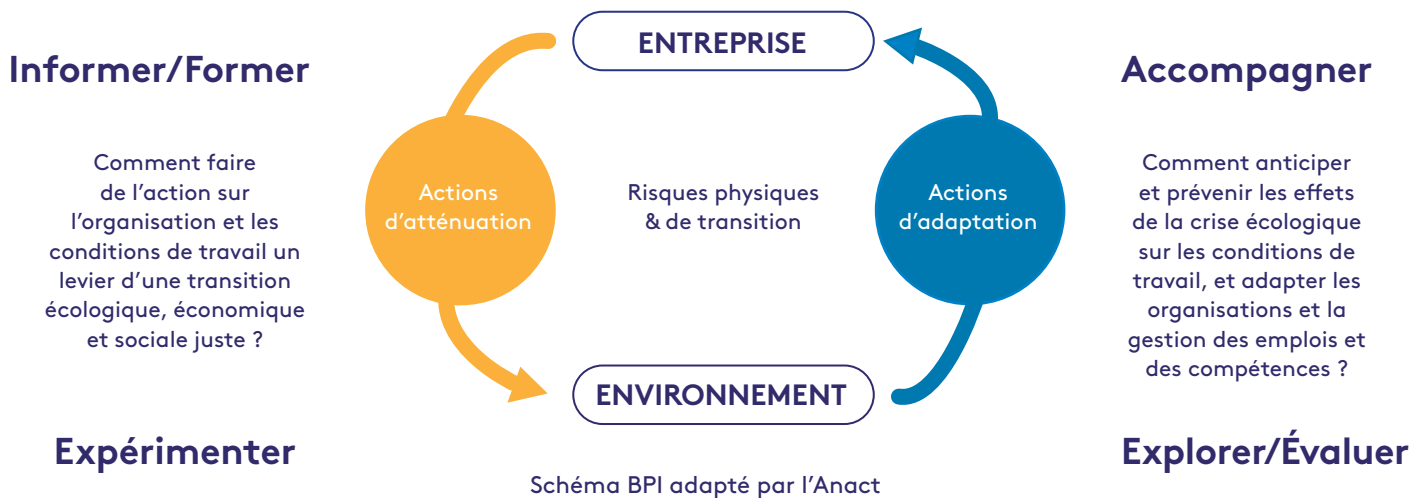 Informer/Former
Comment faire
de l’action sur
l’organisation et les
conditions de travail un
levier d’une transition
écologique, économique
et sociale juste ?
Expérimenter
ENTREPRISE
Actions
d’atténuation
Risques physiques
& de transition
Actions
d’adaptation
ENVIRONNEMENT
Schéma BPI adapté par l’Anact
Accompagner
Comment anticiper
et prévenir les effets
de la crise écologique
sur les conditions de
travail, et adapter les
organisations et la
gestion des emplois et
des compétences ?
Explorer/Évaluer